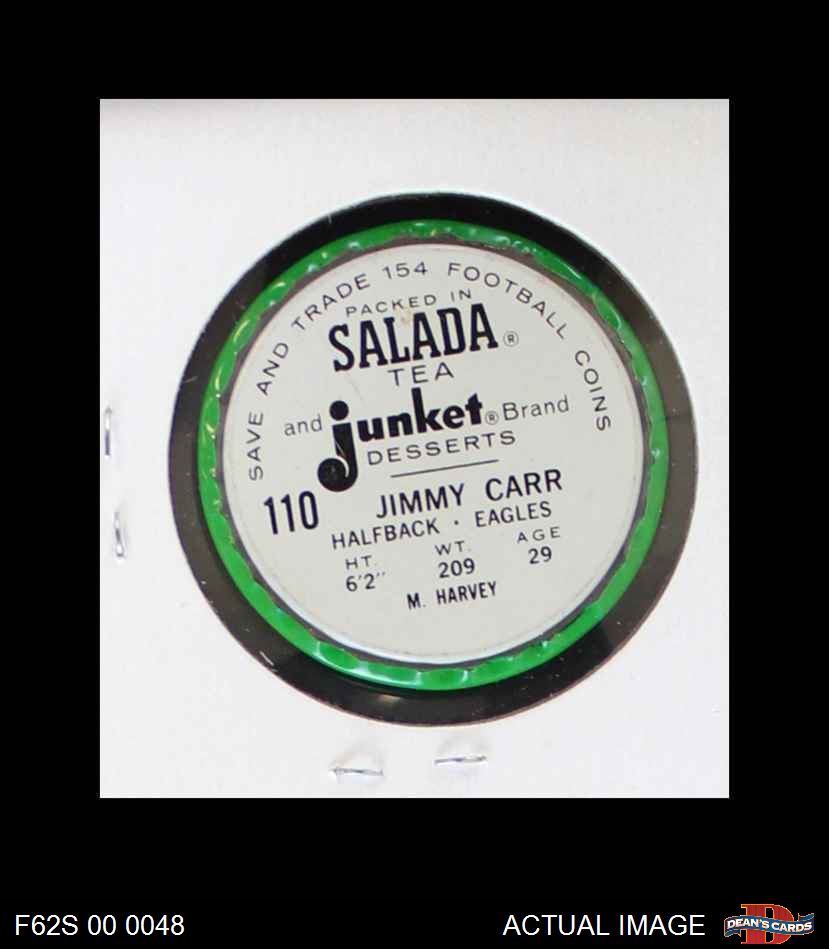 SAVE AND TRADE 154 FOOTBALL COINS
PACKED IN
SALADA®
TEA
and junket® Brand
DESSERTS
110 JIMMY CARR
HALFBACK · EAGLES
HT. WT. AGE
6'2" 209 29
M. HARVEY
F62S 00 0048
ACTUAL IMAGE
D
DEAN'S CARDS